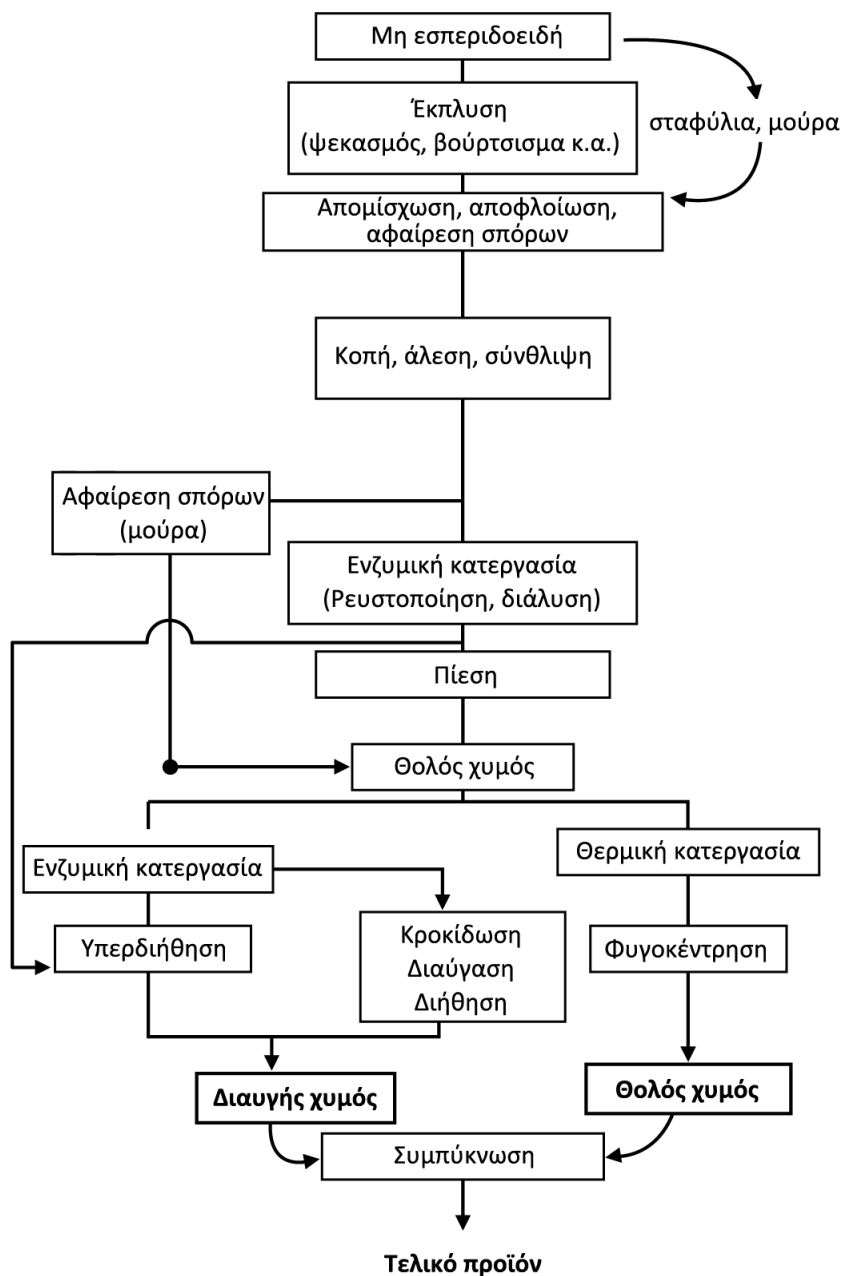 Μη εσπεριδοειδή
Έκπλυση
(ψεκασμός, βούρτσισμα κ.α.)
σταφύλια, μούρα
Απομίσχωση, αποφλοίωση,
αφαίρεση σπόρων
Κοπή, άλεση, σύνθλιψη
Αφαίρεση σπόρων
(μούρα)
Ενζυμική κατεργασία
(Ρευστοποίηση, διάλυση)
Πίεση
Θολός χυμός
Ενζυμική κατεργασία
Θερμική κατεργασία
Υπερδιήθηση
Κροκίδωση
Διαύγαση
Διήθηση
Φυγοκέντρηση
Διαυγής χυμός
Θολός χυμός
Συμπύκνωση
Τελικό προϊόν